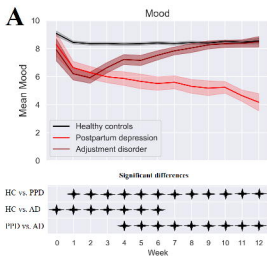 A
Mood
10
8
6
4
2
0
Mean Mood
Healthy controls
Postpartum depression
Adjustment disorder
Significant differences
HC vs. PPD
HC vs. AD
PPD vs. AD
0 1 2 3 4 5 6 7 8 9 10 11 12
Week